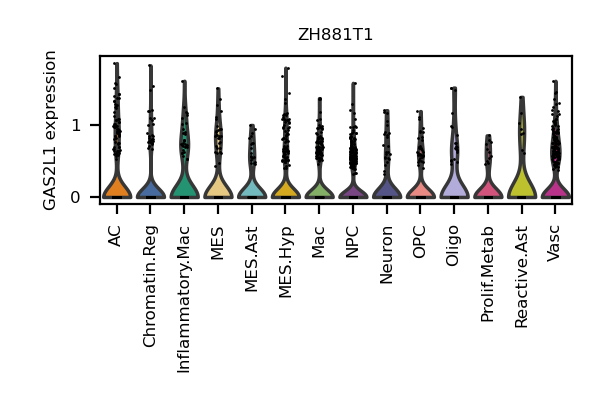 ZH881T1
GAS2L1 expression
1
0
AC
Chromatin.Reg
Inflammatory.Mac
MES
MES.Ast
MES.Hyp
Mac
NPC
Neuron
OPC
Oligo
Prolif.Metab
Reactive.Ast
Vasc